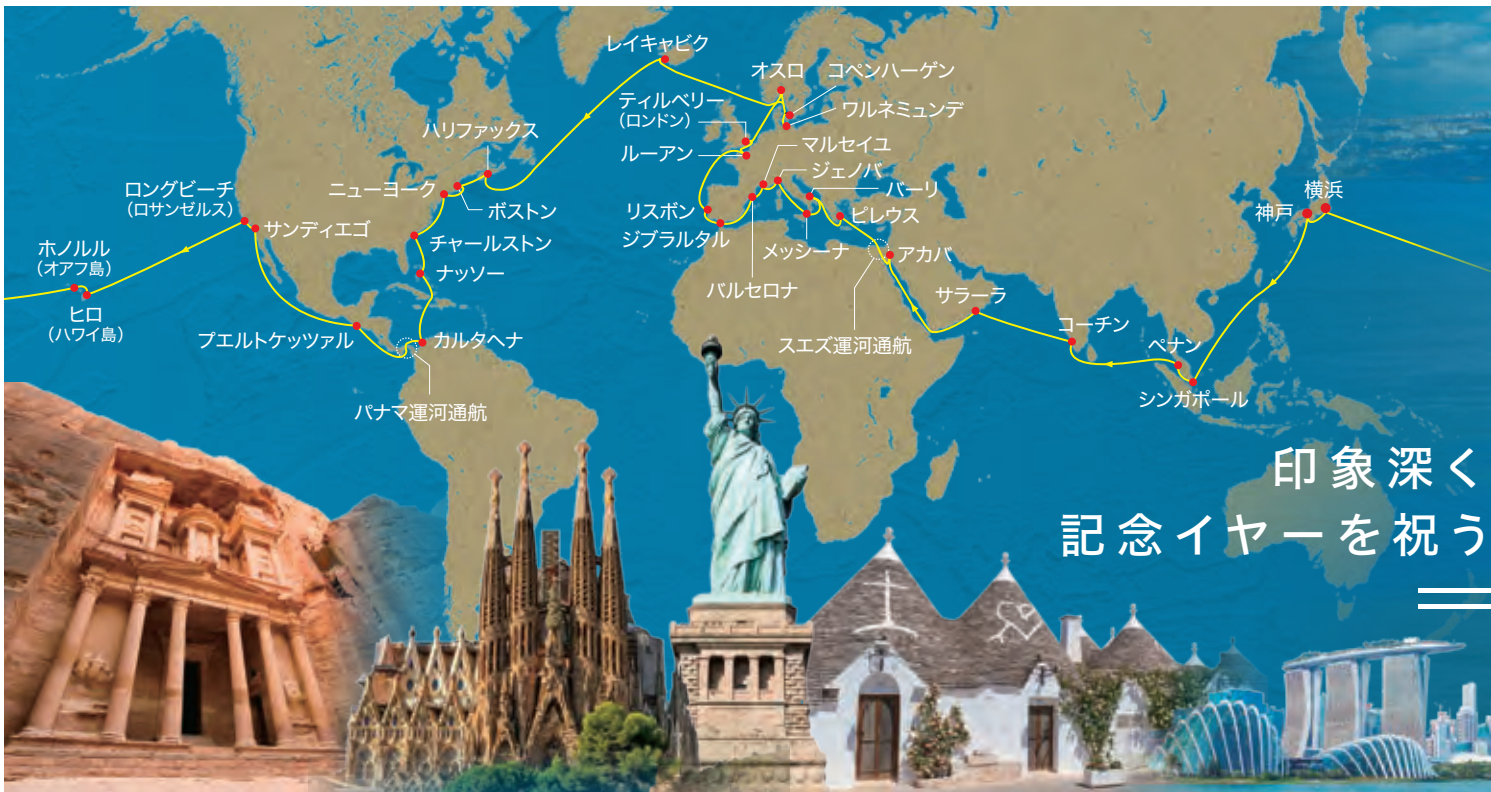 レイキャビク
オスロ
コペンハーゲン
ティルベリー
(ロンドン)
ワルネミュンデ
ハリファックス
マルセイユ
ルーアン
ジェノバ
ロングビーチ
(ロサンゼルス)
ニューヨーク
バーリ
横浜
ボストン
リスボン
ピレウス
神戸
サンディエゴ
ジブラルタル
チャールストン
メッシーナ
アカバ
ホノルル
(オアフ島)
ナッソー
バルセロナ
サラーラ
ヒロ
(ハワイ島)
コーチン
プエルトケッツァル
カルタヘナ
スエズ運河通航
ペナン
シンガポール
パナマ運河通航
印象深く
記念イヤーを祝う